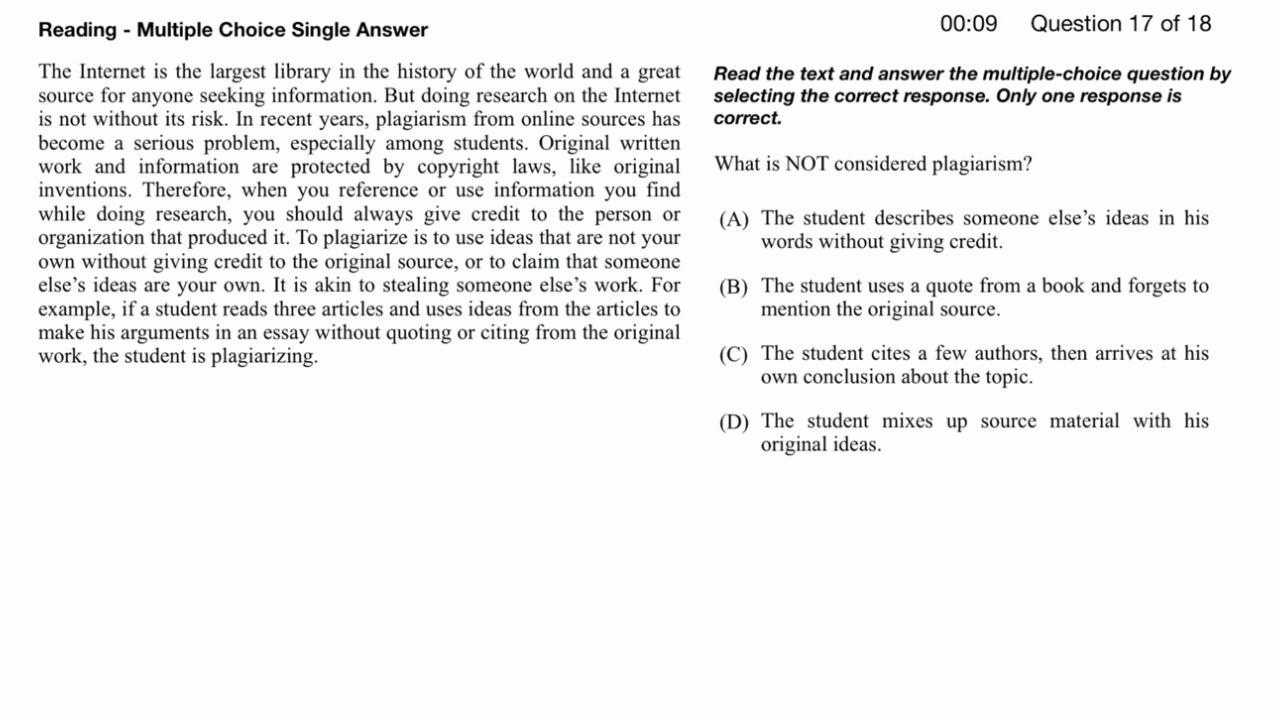 Reading - Multiple Choice Single Answer
00:09 Question 17 of 18
The Internet is the largest library in the history of the world and a great
source for anyone seeking information. But doing research on the Internet
is not without its risk. In recent years, plagiarism from online sources has
become a serious problem, especially among students. Original written
work and information are protected by copyright laws, like original
inventions. Therefore, when you reference or use information you find
while doing research, you should always give credit to the person or
organization that produced it. To plagiarize is to use ideas that are not your
own without giving credit to the original source, or to claim that someone
else’s ideas are your own. It is akin to stealing someone else’s work. For
example, if a student reads three articles and uses ideas from the articles to
make his arguments in an essay without quoting or citing from the original
work, the student is plagiarizing.
Read the text and answer the multiple-choice question by
selecting the correct response. Only one response is
correct.
What is NOT considered plagiarism?
(A) The student describes someone else’s ideas in his
words without giving credit.
(B) The student uses a quote from a book and forgets to
mention the original source.
(C) The student cites a few authors, then arrives at his
own conclusion about the topic.
(D) The student mixes up source material with his
original ideas.